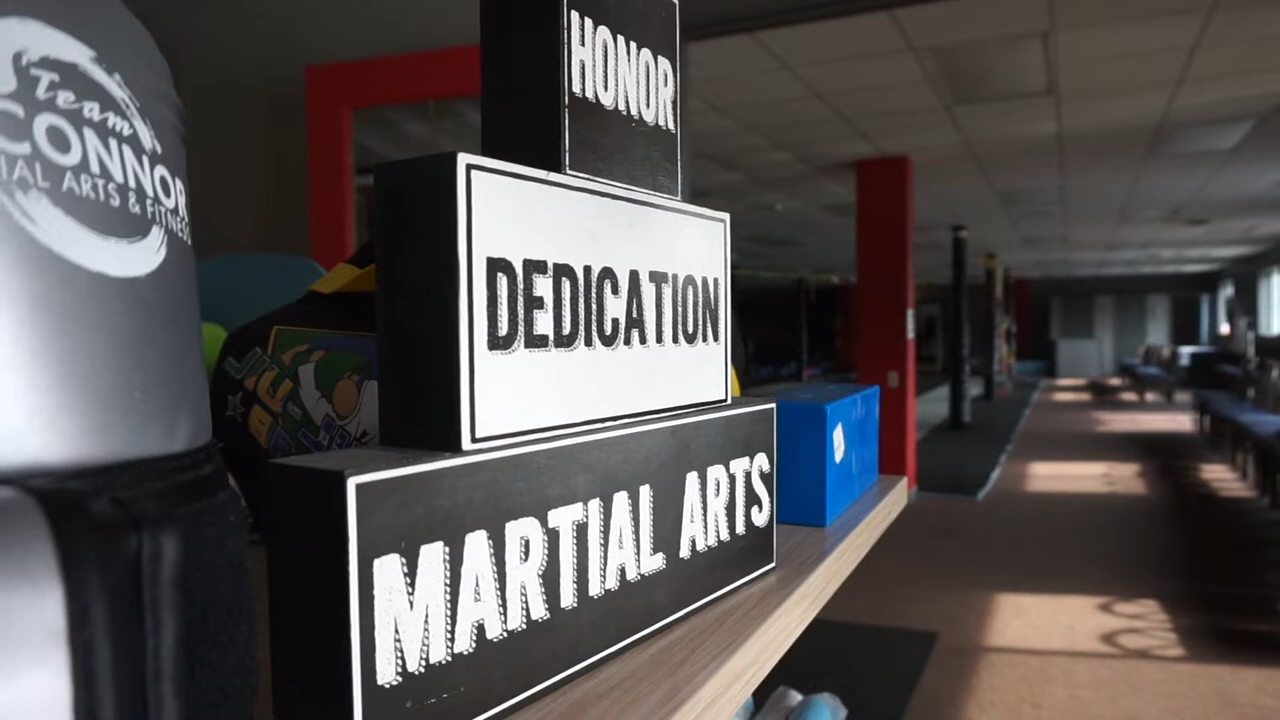 Team
CONNOR
IAL ARTS & FITNESS
HONOR
DEDICATION
MARTIAL ARTS